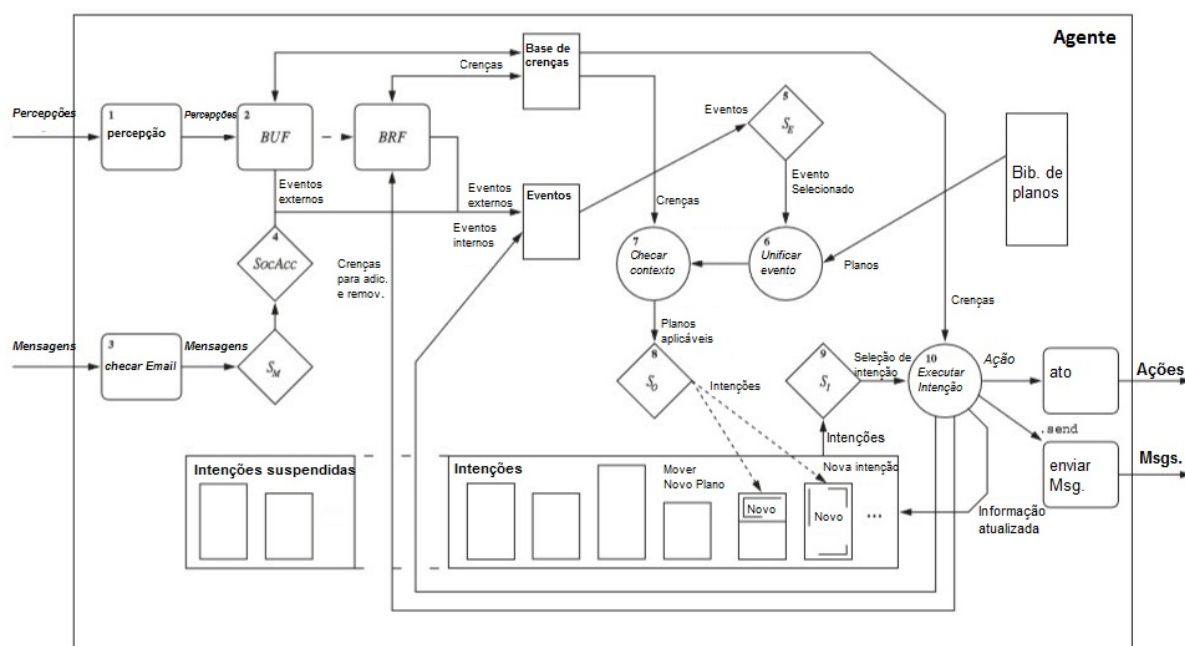 Agente
Base de
crenças
Crenças
Percepções
1
percepção
Percepções
2
BUF
BRF
Eventos
5
S_E
Eventos
externos
Eventos
externos
Eventos
internos
Eventos
Evento
Selecionado
Bib. de
planos
Crenças
4
SocAcc
Crenças
para adic.
e remov.
7
Checar
contexto
6
Unificar
evento
Planos
Crenças
Mensagens
3
checar Email
Mensagens
S_M
Planos
aplicáveis
8
S_O
Intenções
9
S_I
Seleção de
intenção
10
Executar
Intenção
Ação
ato
Ações
.send
enviar
Msg.
Msgs.
Intenções
Intenções suspendidas
Intenções
Mover
Novo Plano
Nova intenção
Novo
Novo
...
Informação
atualizada